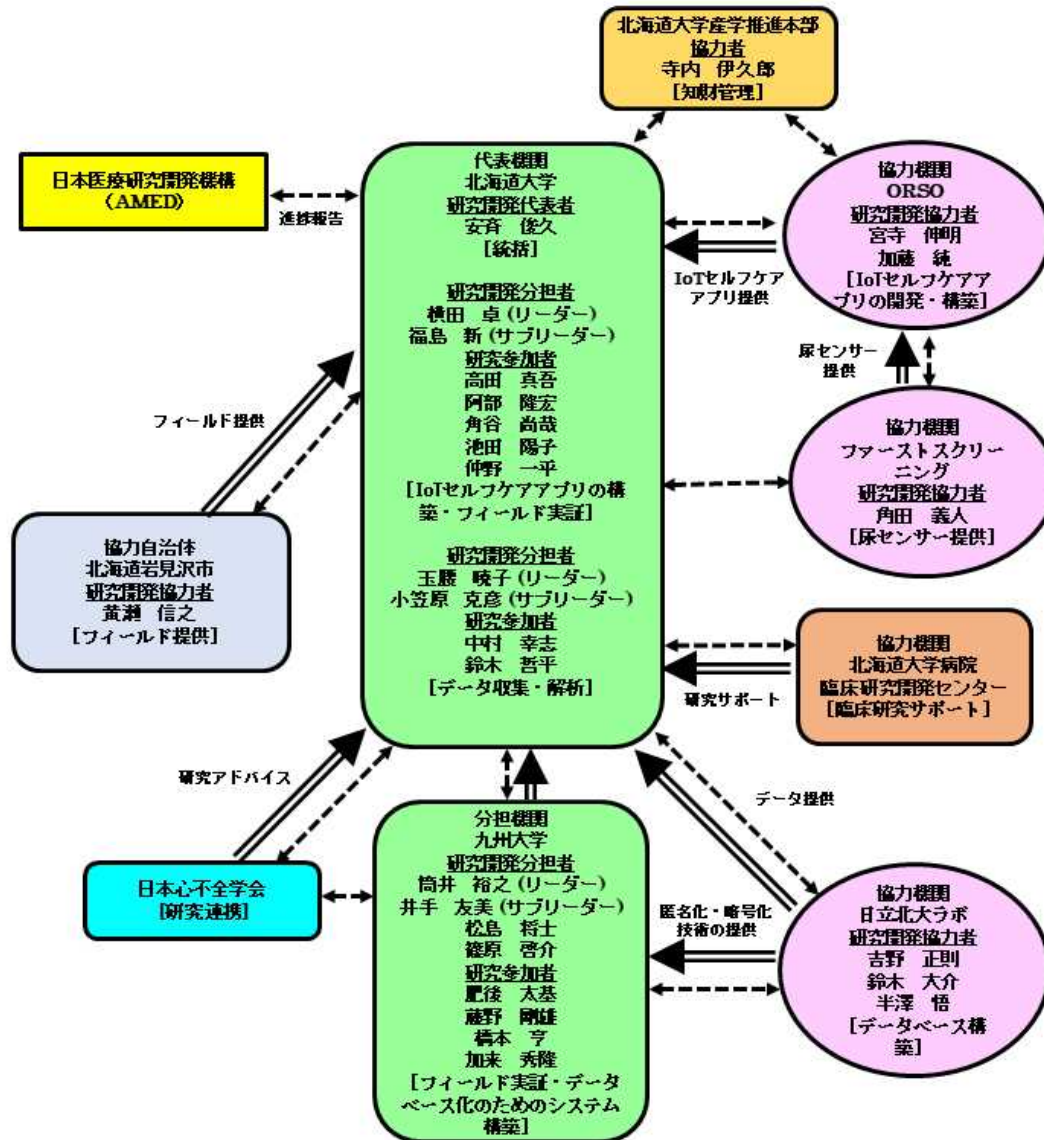 北海道大学産学推進本部
協力者
寺内 伊久郎
[知財管理]
日本医療研究開発機構
(AMED)
進捗報告
代表機関
北海道大学
研究開発代表者
安斉 俊久
[統括]
研究開発分担者
横田 卓(リーダー)
福島 新(サブリーダー)
研究参加者
高田 真吾
阿部 隆宏
角谷 尚哉
池田 陽子
仲野 一平
[IoTセルフケアアプリの構
築・フィールド実証]
研究開発分担者
玉腰 暁子(リーダー)
小笠原 克彦(サブリーダー)
研究参加者
中村 幸志
鈴木 哲平
[データ収集・解析]
協力機関
ORSO
研究開発協力者
宮寺 伸明
加藤 純
[IoTセルフケアア
プリの開発・構築]
IoTセルフケア
アプリ提供
尿センサー
提供
協力機関
ファーストスクリー
ニング
研究開発協力者
角田 義人
[尿センサー提供]
フィールド提供
協力自治体
北海道岩見沢市
研究開発協力者
黄瀬 信之
[フィールド提供]
協力機関
北海道大学病院
臨床研究開発センター
[臨床研究サポート]
研究サポート
研究アドバイス
データ提供
日本心不全学会
[研究連携]
分担機関
九州大学
研究開発分担者
筒井 裕之(リーダー)
井手 友美(サブリーダー)
松島 将士
篠原 啓介
研究参加者
肥後 太基
藤野 剛雄
橋本 亨
加来 秀隆
[フィールド実証・データ
ベース化のためのシステム
構築]
匿名化・暗号化
技術の提供
協力機関
日立北大ラボ
研究開発協力者
吉野 正則
鈴木 大介
半澤 悟
[データベース構
築]